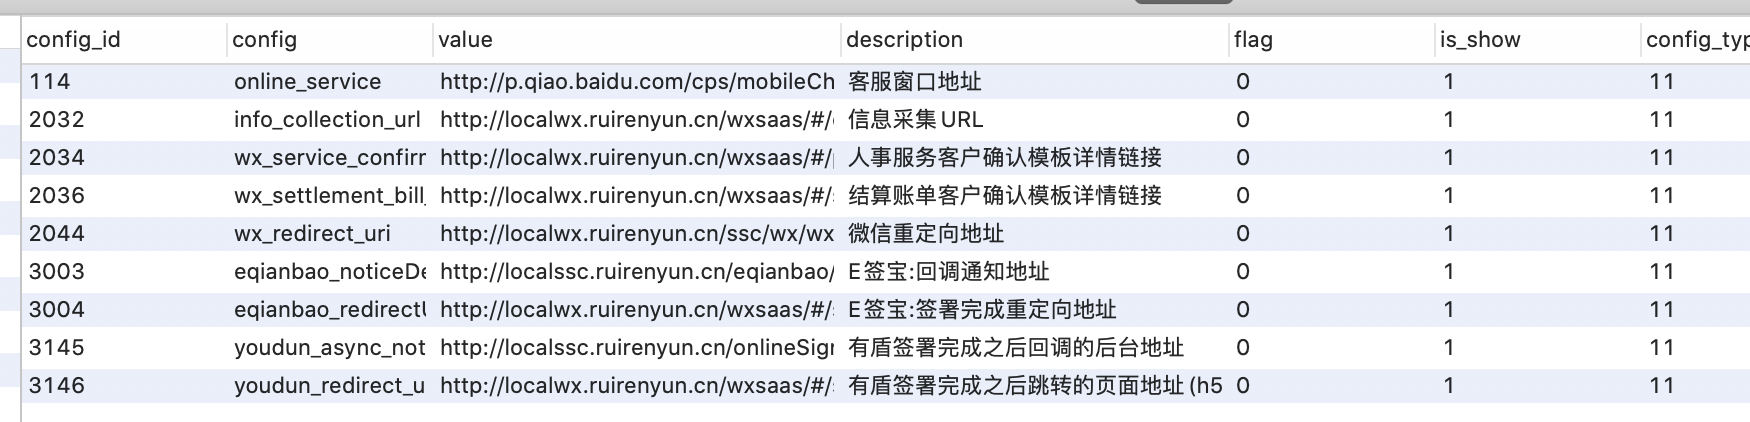 config_id config value description flag is_show config_typ
114 online_service http://p.qiao.baidu.com/cps/mobileCh 客服窗口地址 0 1 11
2032 info_collection_url http://localwx.ruirenyun.cn/wxsaas/#/ 信息采集URL 0 1 11
2034 wx_service_confirm http://localwx.ruirenyun.cn/wxsaas/#/ 人事服务客户确认模板详情链接 0 1 11
2036 wx_settlement_bill_ http://localwx.ruirenyun.cn/wxsaas/#/ 结算账单客户确认模板详情链接 0 1 11
2044 wx_redirect_uri http://localwx.ruirenyun.cn/ssc/wx/wx 微信重定向地址 0 1 11
3003 eqianbao_noticeDe http://localssc.ruirenyun.cn/eqianbao/ E签宝:回调通知地址 0 1 11
3004 eqianbao_redirectU http://localwx.ruirenyun.cn/wxsaas/#/ E签宝:签署完成重定向地址 0 1 11
3145 youdun_async_not http://localssc.ruirenyun.cn/onlineSign 有盾签署完成之后回调的后台地址 0 1 11
3146 youdun_redirect_u http://localwx.ruirenyun.cn/wxsaas/#/ 有盾签署完成之后跳转的页面地址(h5 0 1 11